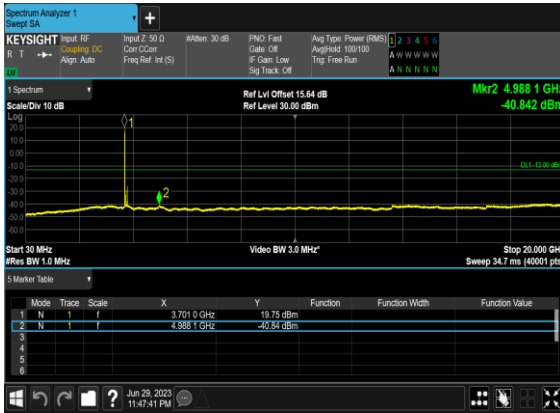 Spectrum Analyzer 1
Swept SA
+
KEYSIGHT Input: RF Input Z: 50 Ω #Atten: 30 dB PNO: Fast Avg Type: Power (RMS) 1 2 3 4 5 6
R T Coupling: DC Corr CCorr Gate: Off Avg|Hold: 100/100 A W W W W W
Align: Auto Freq Ref: Int (S) IF Gain: Low Trig: Free Run
Sig Track: Off A N N N N N
1 Spectrum Ref Lvl Offset 15.64 dB Mkr2 4.988 1 GHz
Scale/Div 10 dB Ref Level 30.00 dBm -40.842 dBm
Log
20.0
10.0
0.00
-10.0
-20.0
-30.0
-40.0
-50.0
-60.0
1
2
DL1 -13.00 dBm
Start 30 MHz Video BW 3.0 MHz* Stop 20.000 GH
#Res BW 1.0 MHz Sweep 34.7 ms (40001 pts
5 Marker Table
Mode Trace Scale X Y Function Function Width Function Value
1 N 1 f 3.701 0 GHz 19.75 dBm
2 N 1 f 4.988 1 GHz -40.84 dBm
3
4
5
6
? Jun 29, 2023
11:47:41 PM